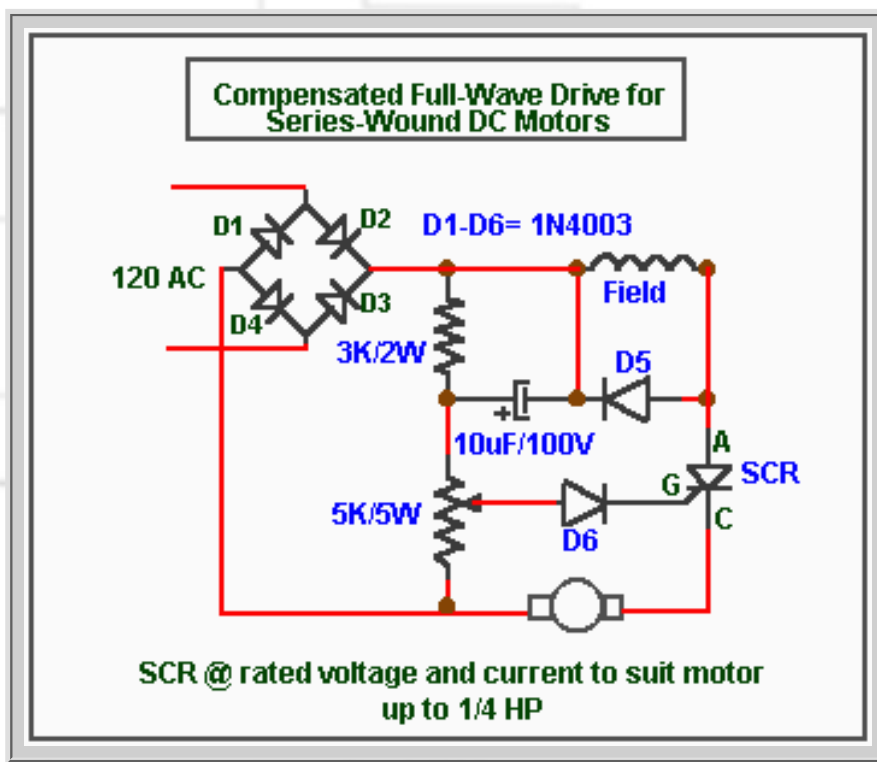 Compensated Full-Wave Drive for
Series-Wound DC Motors
D1
D2
D1-D6= 1N4003
120 AC
Field
D4
D3
3K/2W
D5
+
10uF/100V
A
G
SCR
5K/5W
C
D6
SCR @ rated voltage and current to suit motor
up to 1/4 HP